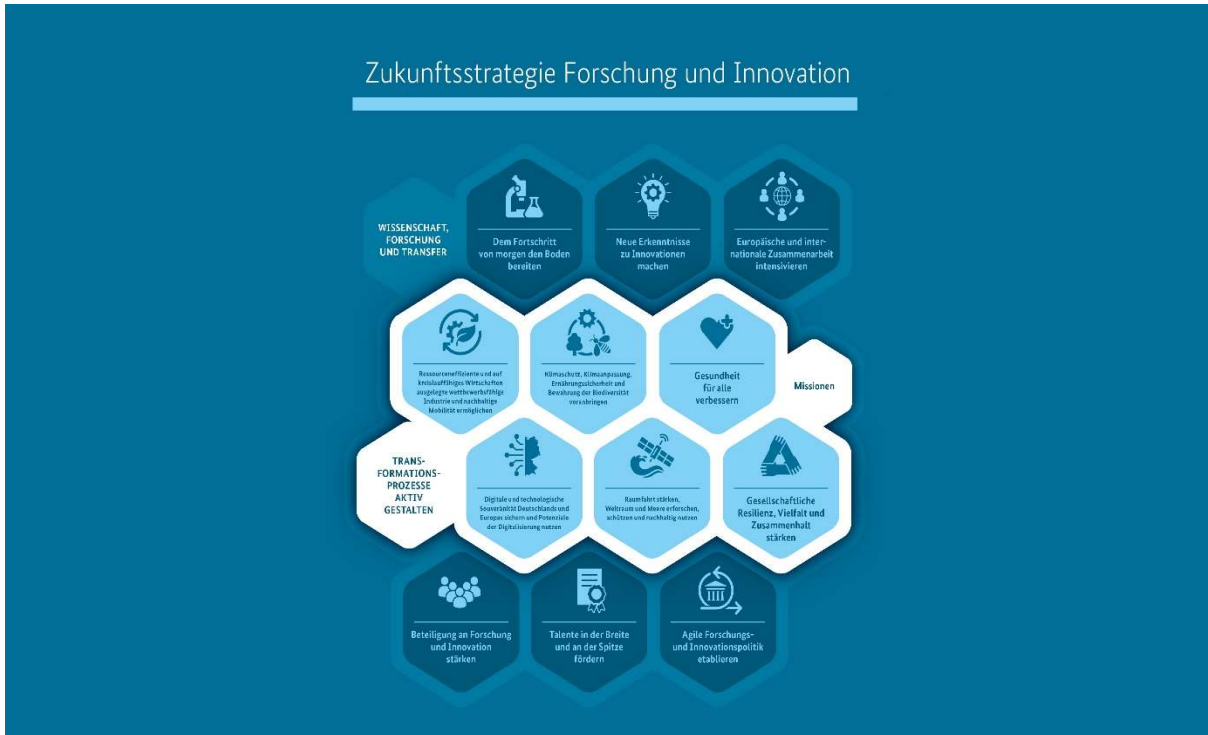 Zukunftsstrategie Forschung und Innovation
WISSENSCHAFT,
FORSCHUNG
UND TRANSFER
Dem Fortschritt
von morgen den Boden
bereiten
Neue Erkenntnisse
zu Innovationen
machen
Europäische und inter-
nationale Zusammenarbeit
intensivieren
Ressourceneffiziente und auf
kreislauffähiges Wirtschaften
ausgelegte wettbewerbsfähige
Industrie und nachhaltige
Mobilität ermöglichen
Klimaschutz, Klimaanpassung,
Ernährungssicherheit und
Bewahrung der Biodiversität
voranbringen
Gesundheit
für alle
verbessern
Missionen
TRANS-
FORMATIONS-
PROZESSE
AKTIV
GESTALTEN
Digitale und technologische
Souveränität Deutschlands und
Europas sichern und Potenziale
der Digitalisierung nutzen
Raumfahrt stärken,
Weltraum und Meere erforschen,
schützen und nachhaltig nutzen
Gesellschaftliche
Resilienz, Vielfalt und
Zusammenhalt
stärken
Beteiligung an Forschung
und Innovation
stärken
Talente in der Breite
und an der Spitze
fördern
Agile Forschungs-
und Innovationspolitik
etablieren